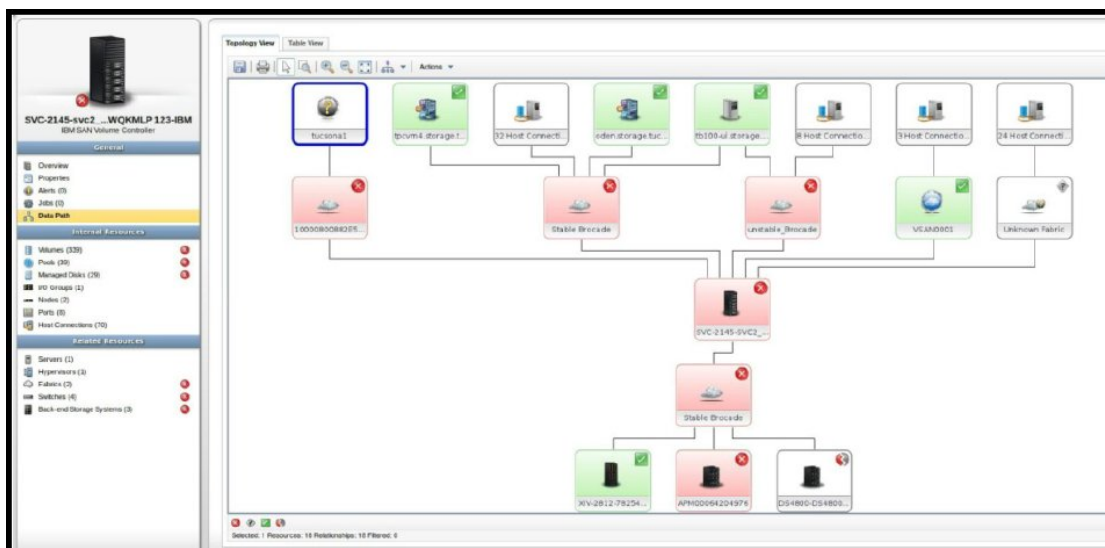 SVC-2145-svc2_...WQKMLP 123-IBM
IBM SAN Volume Controller
General
Overview
Properties
Alerts (0)
Jobs (0)
Data Path
Internal Resources
Volumes (339)
Pools (39)
Managed Disks (29)
I/O Groups (1)
Nodes (2)
Ports (8)
Host Connections (70)
Related Resources
Servers (1)
Hypervisors (3)
Fabrics (3)
Switches (4)
Back-end Storage Systems (3)
Topology View Table View
Actions
tucsona1
tpcvm4.storage.t...
32 Host Connecti...
oden.storage.tuc...
tb100-ul.storage...
8 Host Connectio...
3 Host Connectio...
24 Host Connecti...
Stable Brocade
unstable_Brocade
VSAN0001
Unknown Fabric
SVC-2145-SVC2_...
Stable Brocade
XIV-2812-78254...
APM00064204976
DS4800-DS4800...
Selected: 1 Resources: 18 Relationships: 18 Filtered: 0